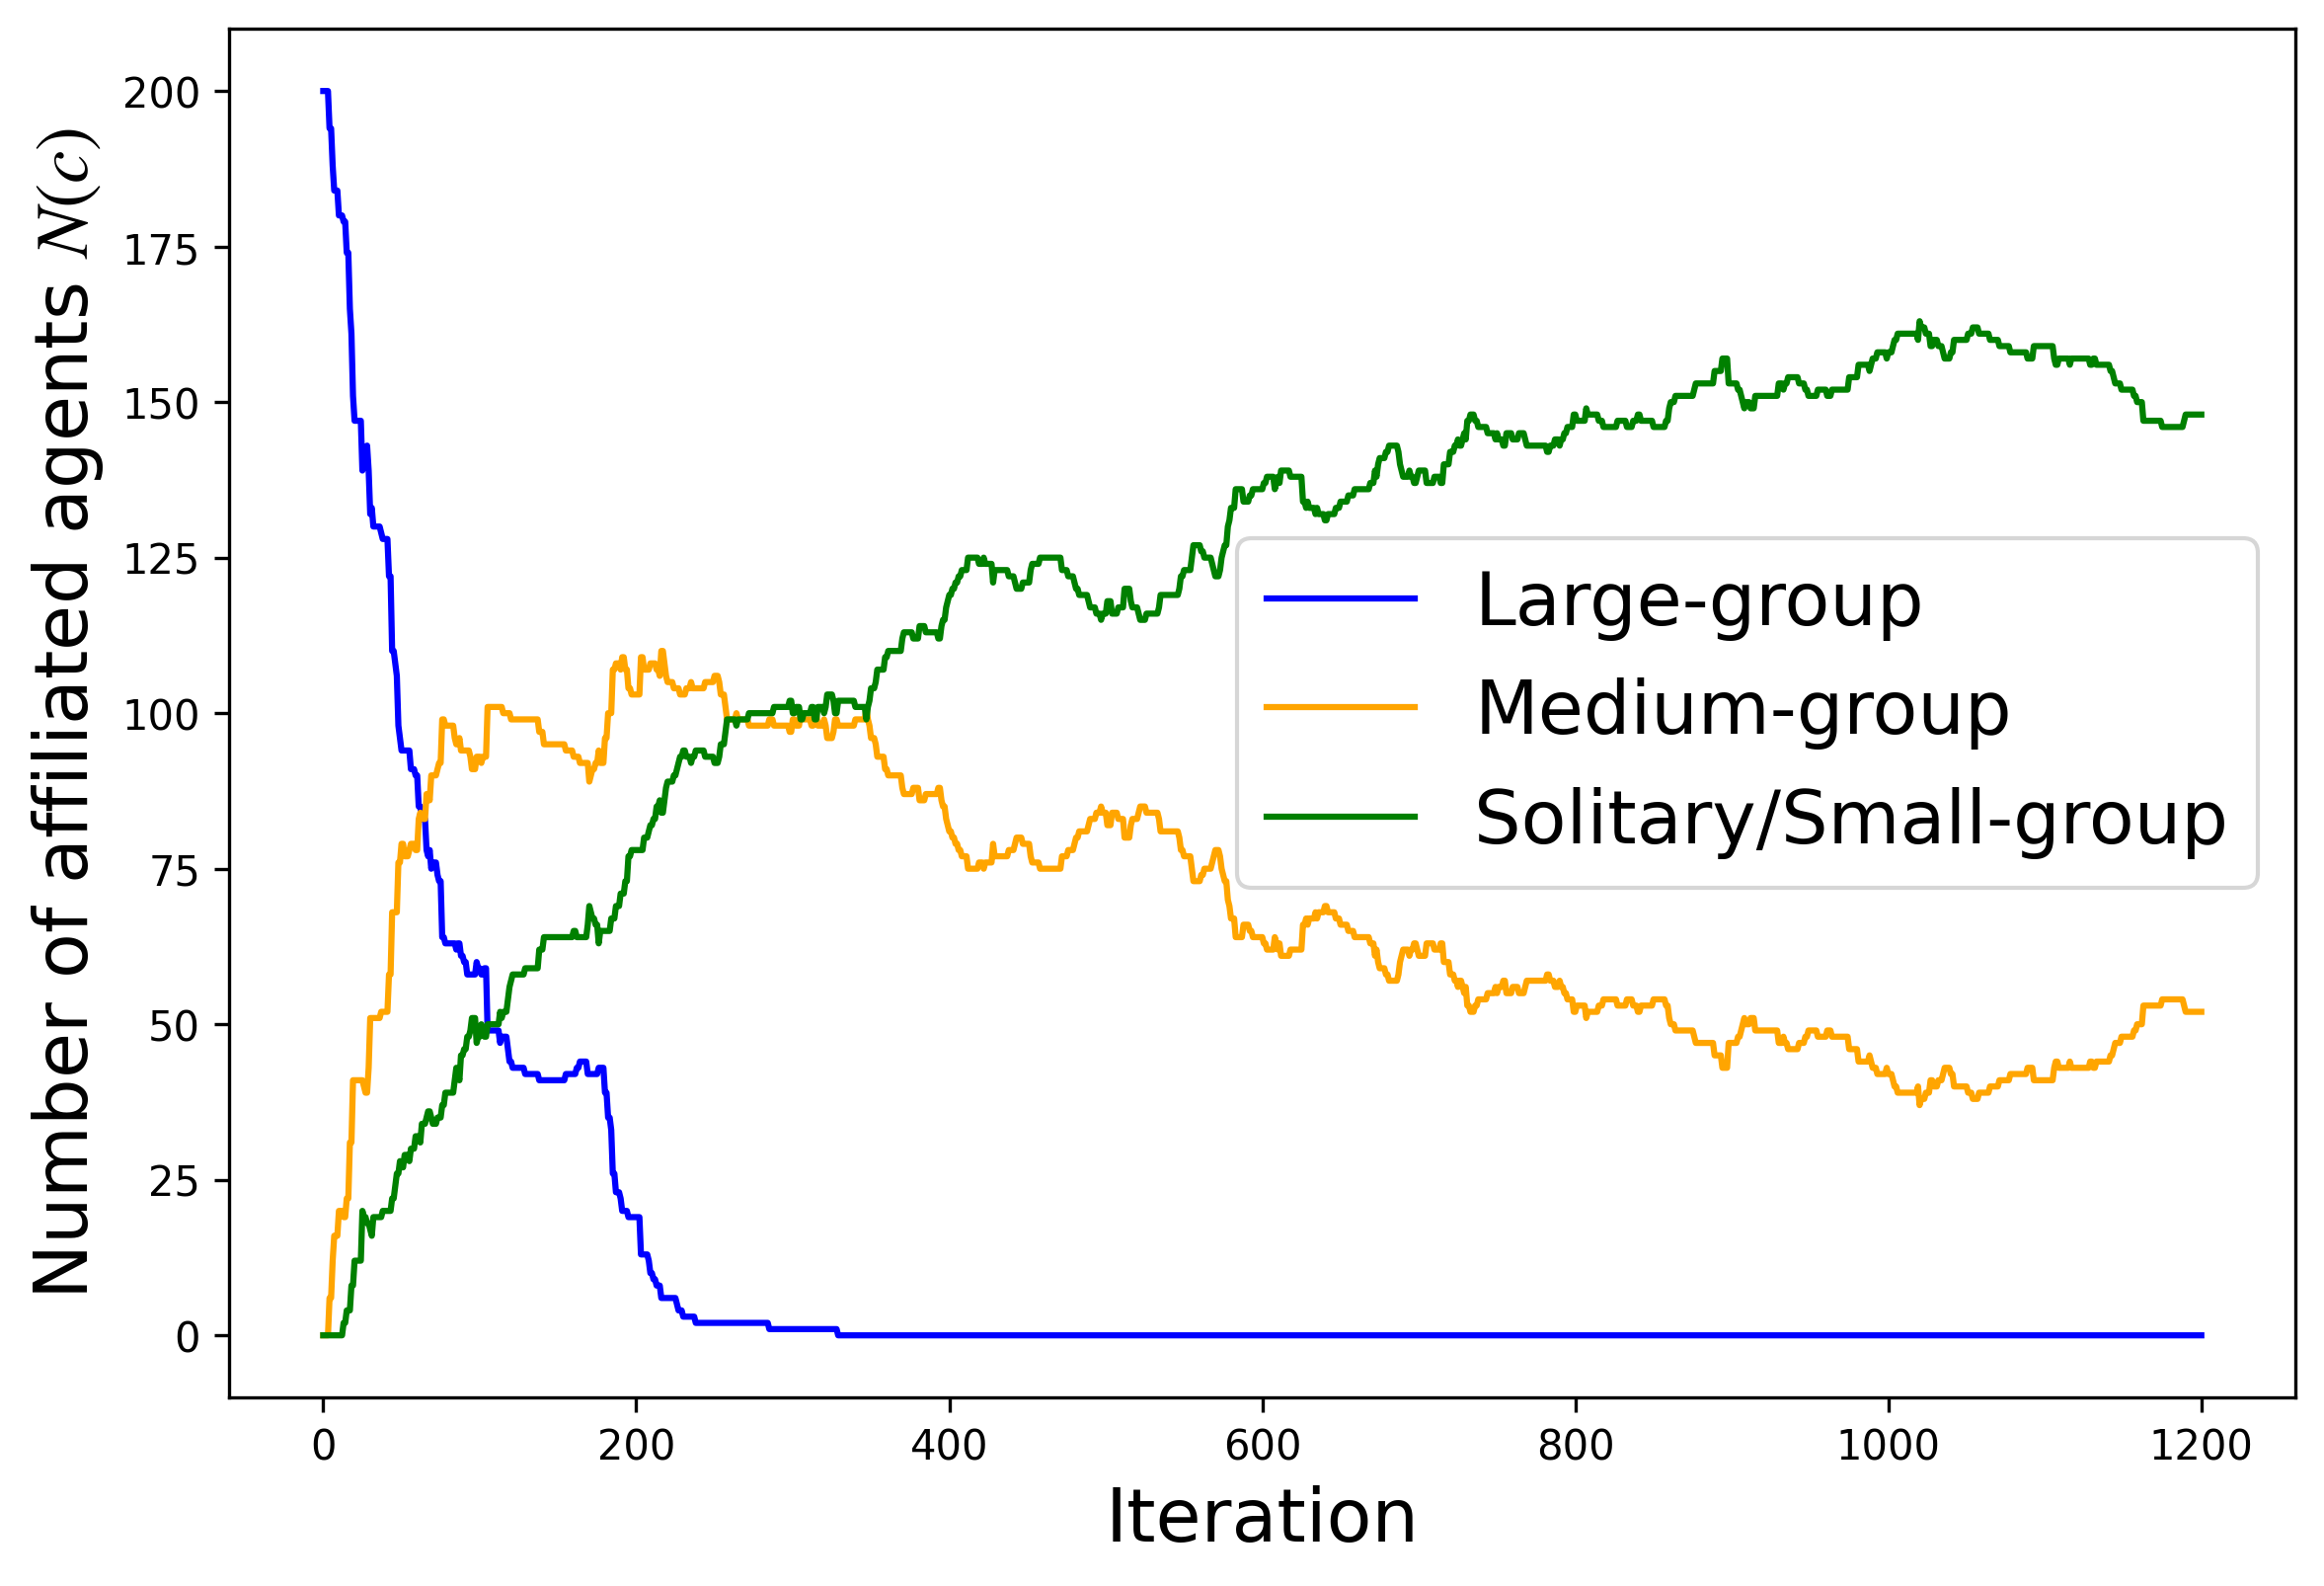 Number of affiliated agents N(c)
200
175
150
125
100
75
50
25
0
Large-group
Medium-group
Solitary/Small-group
0 200 400 600 800 1000 1200
Iteration